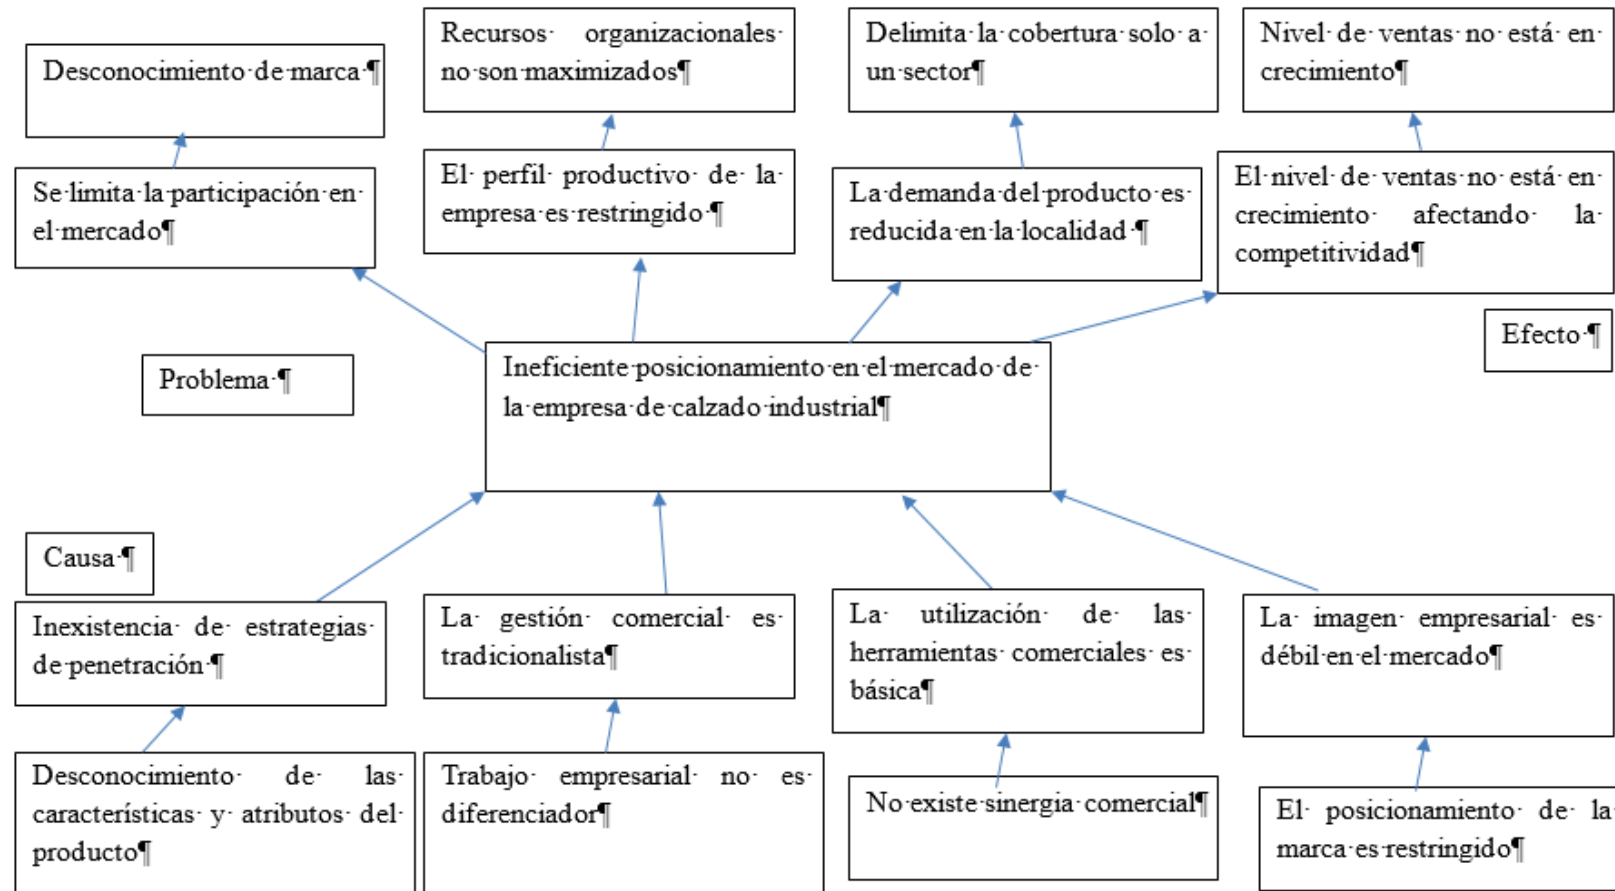 Desconocimiento de marca ¶
Recursos organizacionales
no son maximizados¶
Delimita la cobertura solo a
un sector¶
Nivel de ventas no está en
crecimiento¶
Se limita la participación en
el mercado¶
El perfil productivo de la
empresa es restringido ¶
La demanda del producto es
reducida en la localidad ¶
El nivel de ventas no está en
crecimiento afectando la
competitividad¶
Efecto ¶
Problema ¶
Ineficiente posicionamiento en el mercado de
la empresa de calzado industrial¶
Causa ¶
Inexistencia de estrategias
de penetración ¶
La gestión comercial es
tradicionalista¶
La utilización de las
herramientas comerciales es
básica¶
La imagen empresarial es
débil en el mercado¶
Desconocimiento de las
características y atributos del
producto¶
Trabajo empresarial no es
diferenciador¶
No existe sinergia comercial¶
El posicionamiento de la
marca es restringido¶